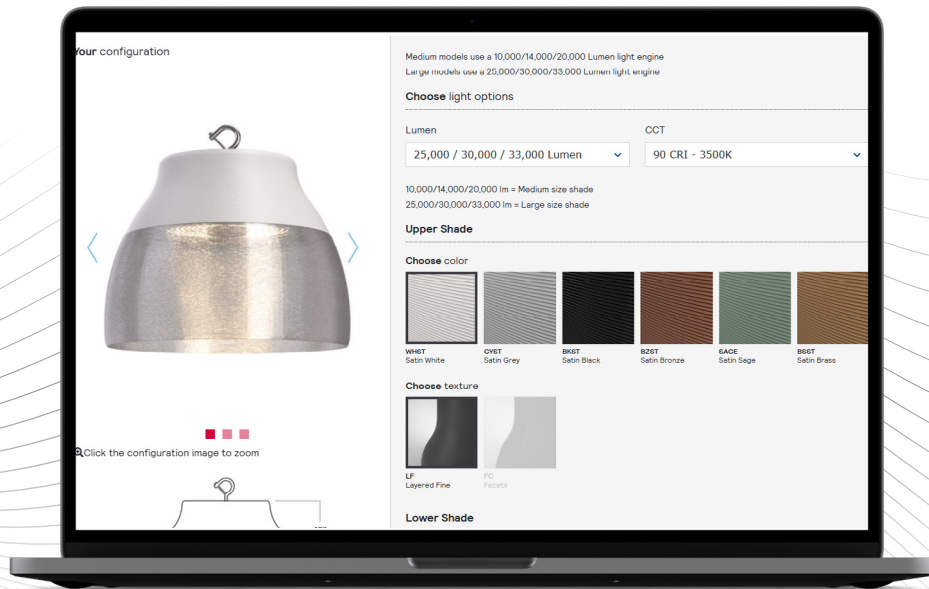 Your configuration
Click the configuration image to zoom
Medium models use a 10,000/14,000/20,000 Lumen light engine
Large models use a 25,000/30,000/33,000 Lumen light engine
Choose light options
Lumen
CCT
25,000 / 30,000 / 33,000 Lumen
90 CRI - 3500K
10,000/14,000/20,000 lm = Medium size shade
25,000/30,000/33,000 lm = Large size shade
Upper Shade
Choose color
WHST
Satin White
CYST
Satin Grey
BKST
Satin Black
BZST
Satin Bronze
SAGE
Satin Sage
BSST
Satin Brass
Choose texture
LF
Layered Fine
FC
Facets
Lower Shade